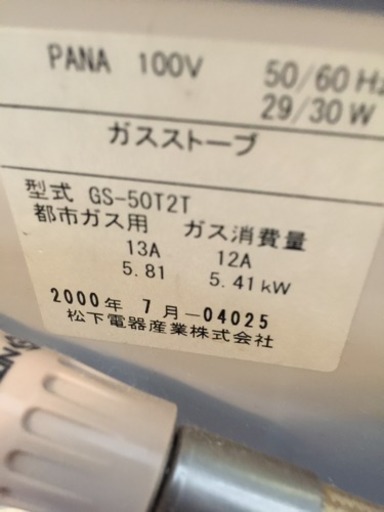 PANA 100V 50/60 Hz
29/30 W
ガスストーブ
型式 GS-50T2T
都市ガス用 ガス消費量
13A 12A
5.81 5.41kW
2000年 7月-04025
松下電器産業株式会社